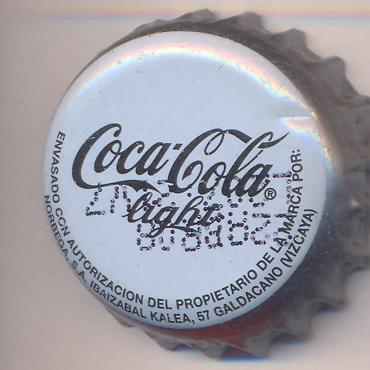 Coca-Cola®
light
ENVASADO CON AUTORIZACION DEL PROPIETARIO DE LA MARCA POR:
NORBEGA, S.A. IBAIZABAL KALEA, 57 GALDACANO (VIZCAYA)